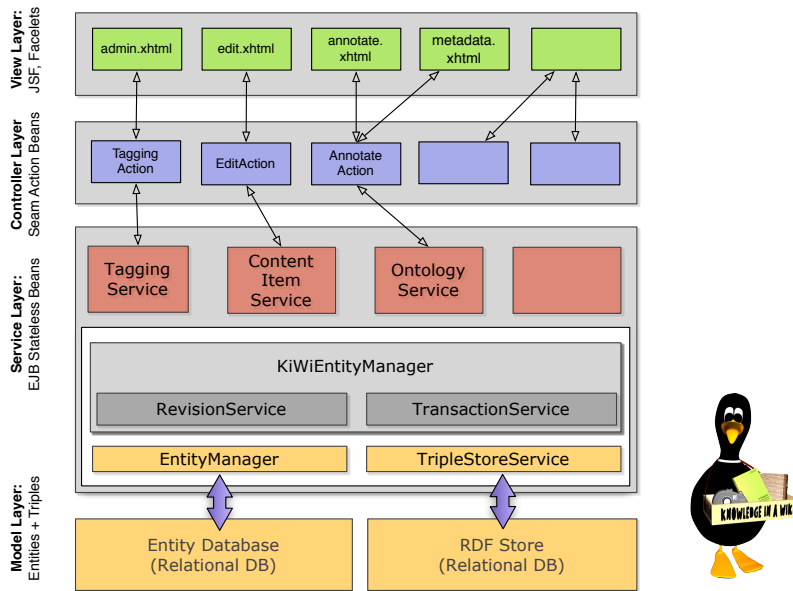 View Layer:
JSF, Facelets
admin.xhtml
edit.xhtml
annotate.
xhtml
metadata.
xhtml
Controller Layer
Seam Action Beans
Tagging
Action
EditAction
Annotate
Action
Service Layer:
EJB Stateless Beans
Tagging
Service
Content
Item
Service
Ontology
Service
KiWiEntityManager
RevisionService
TransactionService
EntityManager
TripleStoreService
Model Layer:
Entities + Triples
Entity Database
(Relational DB)
RDF Store
(Relational DB)
KNOWLEDGE IN A WIK